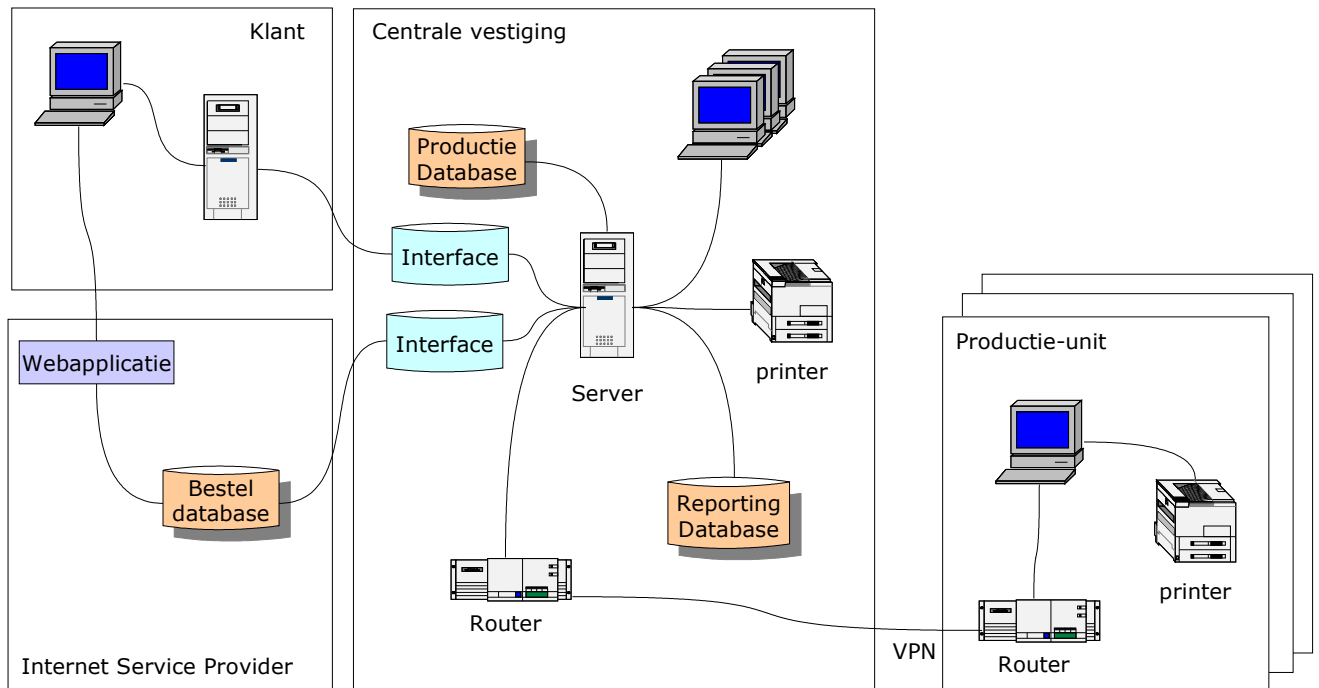 Klant
Centrale vestiging
Productie
Database
Interface
Interface
Webapplicatie
Server
printer
Productie-unit
Bestel
database
Reporting
Database
printer
Router
VPN
Router
Internet Service Provider